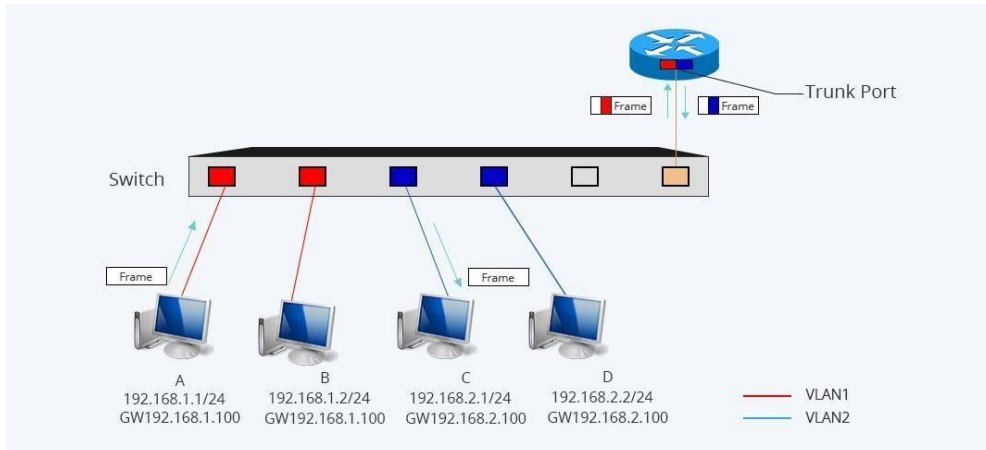 Trunk Port
Frame
Frame
Switch
Frame
Frame
A
192.168.1.1/24
GW192.168.1.100
B
192.168.1.2/24
GW192.168.1.100
C
192.168.2.1/24
GW192.168.2.100
D
192.168.2.2/24
GW192.168.2.100
VLAN1
VLAN2